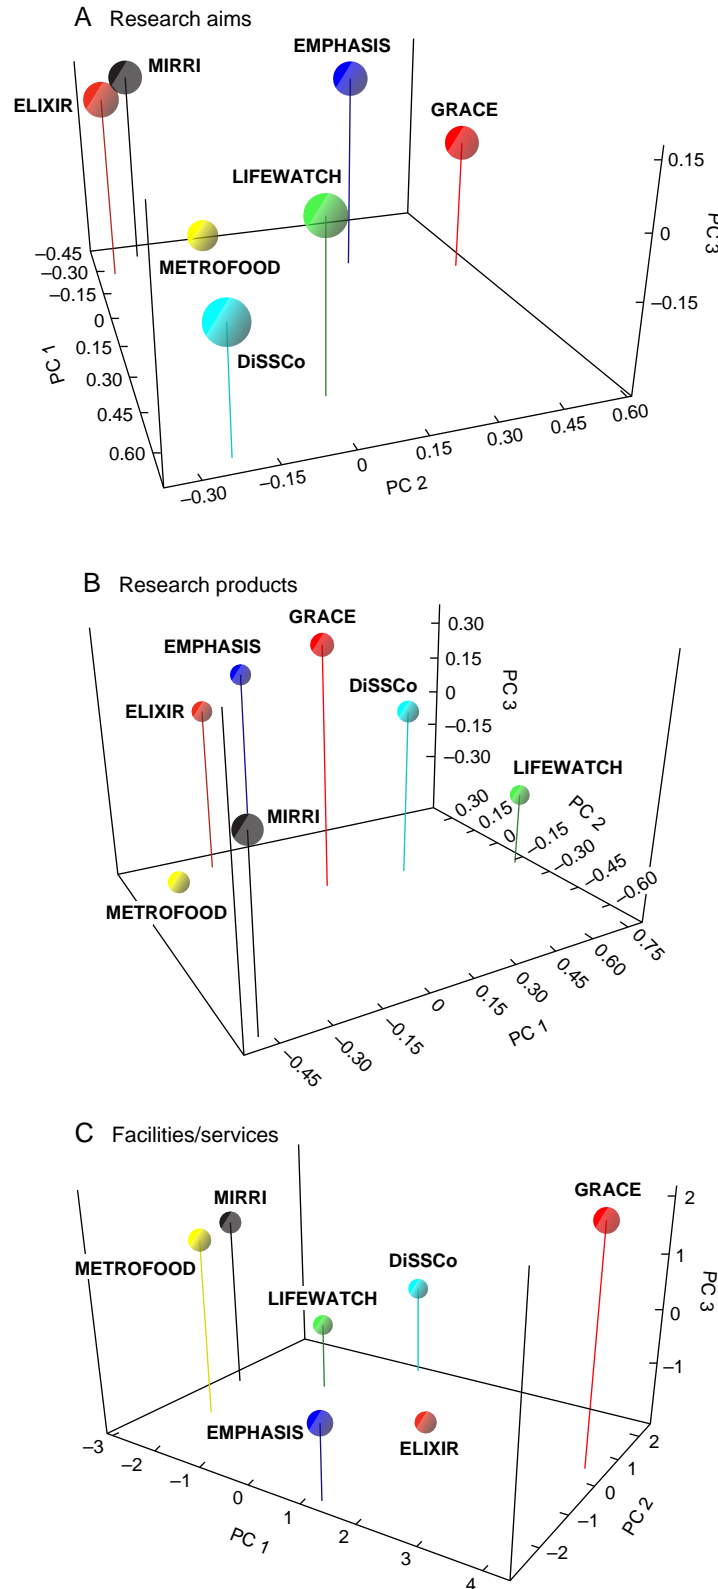 A Research aims
EMPHASIS
MIRRI
ELIXIR
GRACE
LIFEWATCH
METROFOOD
DiSSCo
0.15
0
–0.15
PC 3
–0.45
–0.30
–0.15
0
0.15
0.30
0.45
0.60
PC 1
–0.30
–0.15
0
0.15
0.30
0.45
0.60
PC 2
B Research products
GRACE
EMPHASIS
DiSSCo
ELIXIR
LIFEWATCH
MIRRI
METROFOOD
0.30
0.15
0
–0.15
–0.30
PC 3
0.30
0.15
0
–0.15
–0.30
–0.45
–0.60
PC 2
–0.45
–0.30
–0.15
0
0.15
0.30
0.45
0.60
0.75
PC 1
C Facilities/services
MIRRI
GRACE
METROFOOD
DiSSCo
LIFEWATCH
EMPHASIS
ELIXIR
2
1
0
–1
PC 3
–3
–2
–1
0
1
2
3
4
PC 1
2
1
0
–1
–2
PC 2